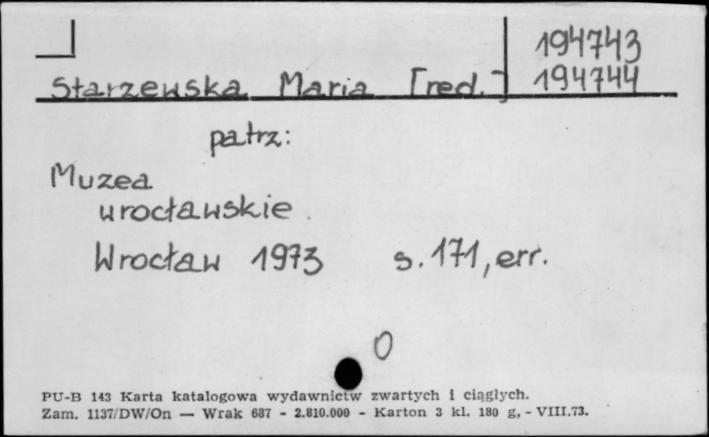 194743
Starzewska Maria [red.] 194744
patrz:
Muzea
wrocławskie.
Wrocław 1973 s. 171, err.
0
PU-B 143 Karta katalogowa wydawnictw zwartych i ciągłych.
Zam. 1137/DW/On — Wrak 687 - 2.810.000 - Karton 3 kl. 180 g, - VIII.73.